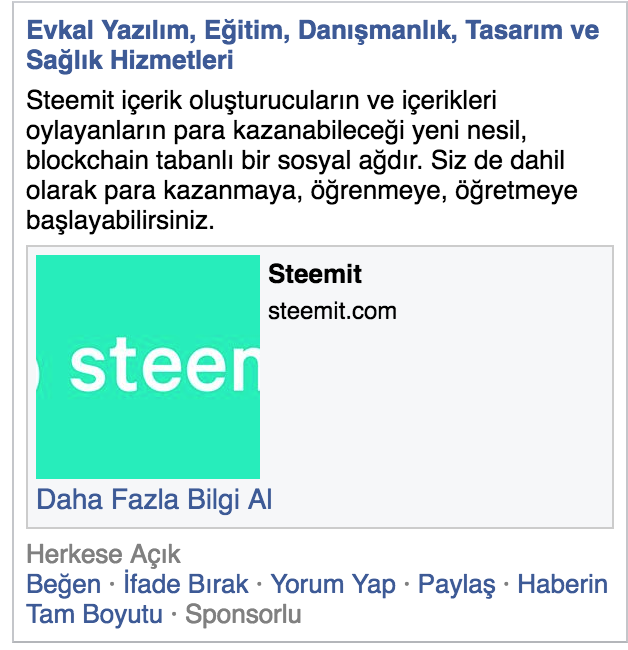 Evkal Yazılım, Eğitim, Danışmanlık, Tasarım ve
Sağlık Hizmetleri
Steemit içerik oluşturucuların ve içerikleri
oylayanların para kazanabileceği yeni nesil,
blockchain tabanlı bir sosyal ağdır. Siz de dahil
olarak para kazanmaya, öğrenmeye, öğretmeye
başlayabilirsiniz.
Steemit
steemit.com
steem
Daha Fazla Bilgi Al
Herkese Açık
Beğen · İfade Bırak · Yorum Yap · Paylaş · Haberin
Tam Boyutu · Sponsorlu